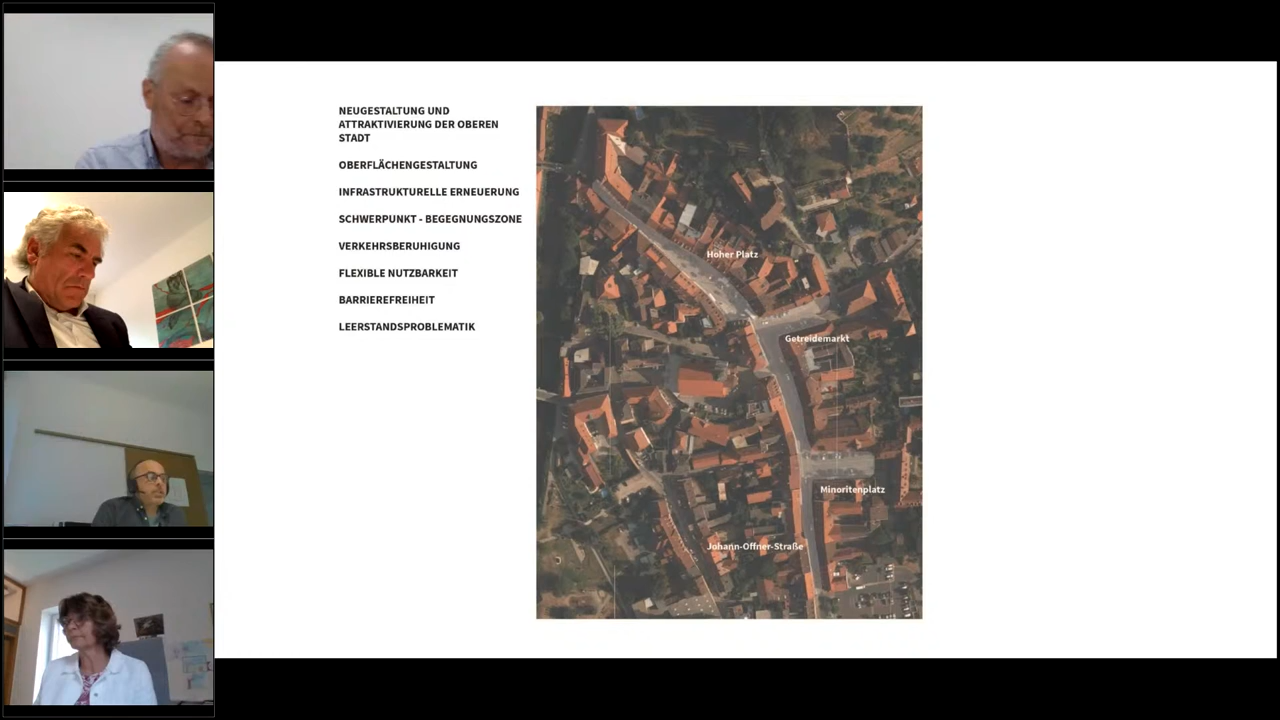 NEUGESTALTUNG UND
ATTRAKTIVIERUNG DER OBEREN
STADT
OBERFLÄCHENGESTALTUNG
INFRASTRUKTURELLE ERNEUERUNG
SCHWERPUNKT - BEGEGNUNGSZONE
VERKEHRSBERUHIGUNG
FLEXIBLE NUTZBARKEIT
BARRIEREFREIHEIT
LEERSTANDSPROBLEMATIK
Hoher Platz
Getreidemarkt
Minoritenplatz
Johann-Offner-Straße